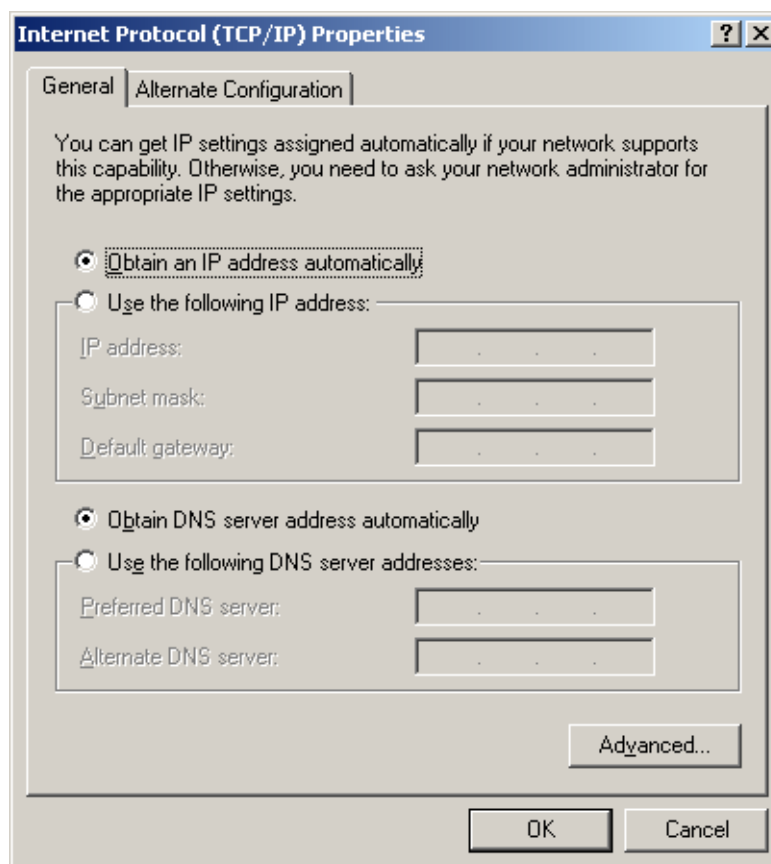 Internet Protocol (TCP/IP) Properties
General
Alternate Configuration
You can get IP settings assigned automatically if your network supports
this capability. Otherwise, you need to ask your network administrator for
the appropriate IP settings.
Obtain an IP address automatically
Use the following IP address:
IP address:
Subnet mask:
Default gateway:
Obtain DNS server address automatically
Use the following DNS server addresses:
Preferred DNS server:
Alternate DNS server:
Advanced...
OK
Cancel